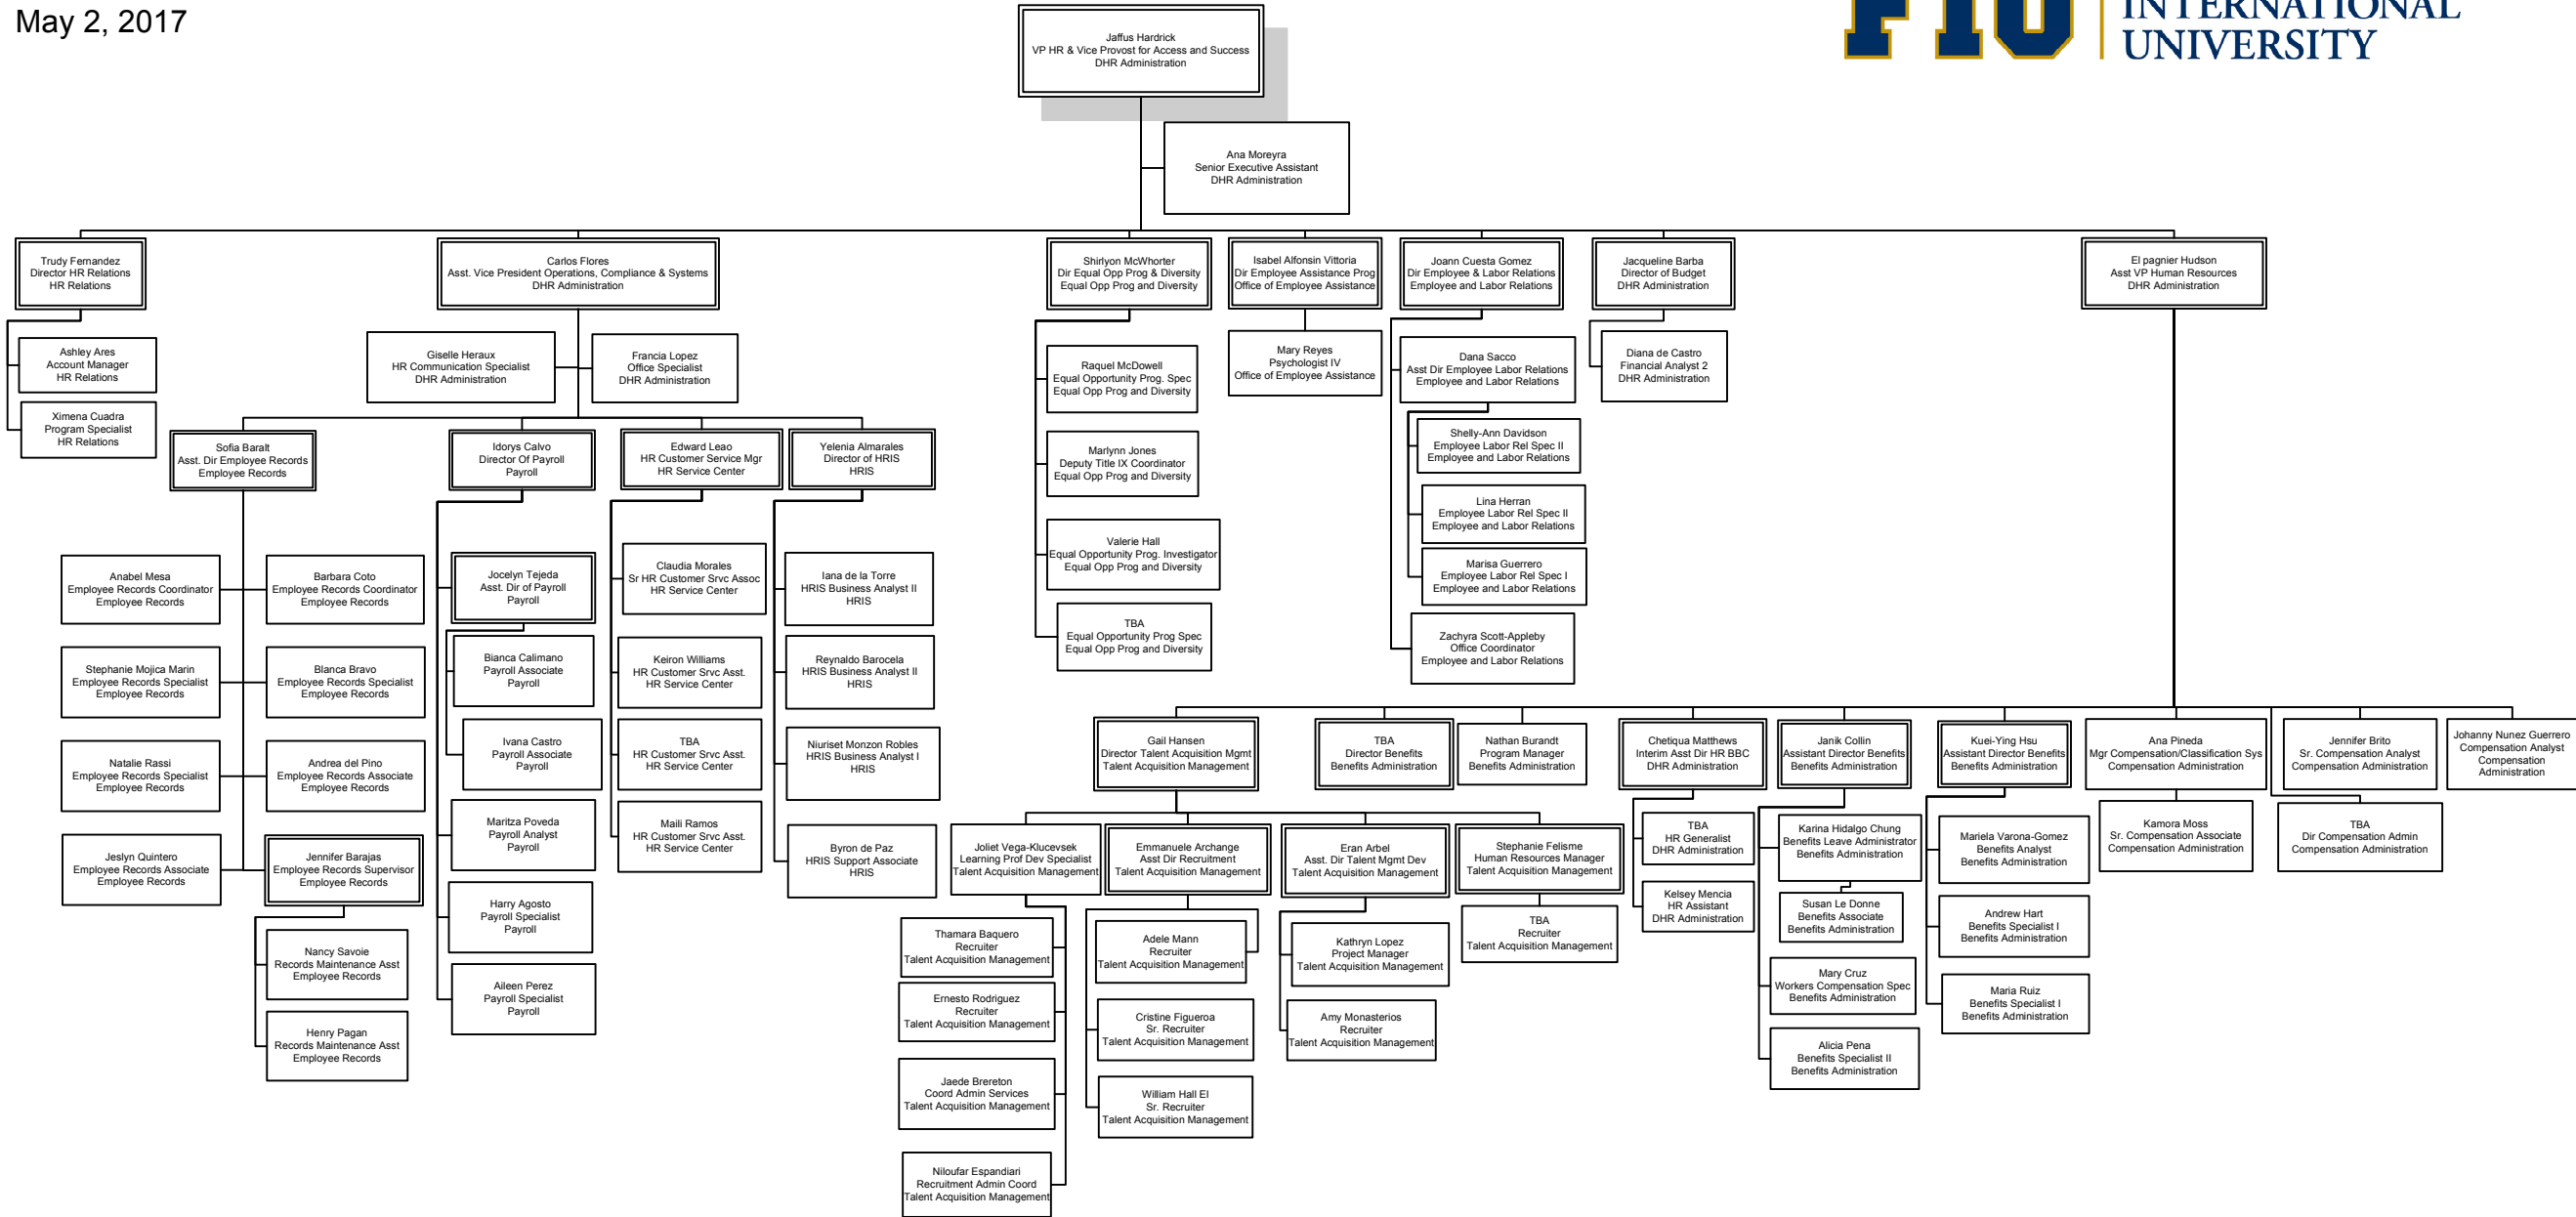 May 2, 2017
INTERNATIONAL
UNIVERSITY
Jaffus Hardrick
VP HR & Vice Provost for Access and Success
DHR Administration
Ana Moreyra
Senior Executive Assistant
DHR Administration
Trudy Fernandez
Director HR Relations
HR Relations
Carlos Flores
Asst. Vice President Operations, Compliance & Systems
DHR Administration
Shirlyon McWhorter
Dir Equal Opp Prog & Diversity
Equal Opp Prog and Diversity
Isabel Alfonsin Vittoria
Dir Employee Assistance Prog
Office of Employee Assistance
Joann Cuesta Gomez
Dir Employee & Labor Relations
Employee and Labor Relations
Jacqueline Barba
Director of Budget
DHR Administration
El pagnier Hudson
Asst VP Human Resources
DHR Administration
Ashley Ares
Account Manager
HR Relations
Ximena Cuadra
Program Specialist
HR Relations
Giselle Heraux
HR Communication Specialist
DHR Administration
Francia Lopez
Office Specialist
DHR Administration
Sofia Baralt
Asst. Dir Employee Records
Employee Records
Idorys Calvo
Director Of Payroll
Payroll
Edward Leao
HR Customer Service Mgr
HR Service Center
Yelenia Almarales
Director of HRIS
HRIS
Anabel Mesa
Employee Records Coordinator
Employee Records
Barbara Coto
Employee Records Coordinator
Employee Records
Stephanie Mojica Marin
Employee Records Specialist
Employee Records
Blanca Bravo
Employee Records Specialist
Employee Records
Natalie Rassi
Employee Records Specialist
Employee Records
Andrea del Pino
Employee Records Associate
Employee Records
Jeslyn Quintero
Employee Records Associate
Employee Records
Jennifer Barajas
Employee Records Supervisor
Employee Records
Nancy Savoie
Records Maintenance Asst
Employee Records
Henry Pagan
Records Maintenance Asst
Employee Records
Jocelyn Tejeda
Asst. Dir of Payroll
Payroll
Bianca Calimano
Payroll Associate
Payroll
Ivana Castro
Payroll Associate
Payroll
Maritza Poveda
Payroll Analyst
Payroll
Harry Agosto
Payroll Specialist
Payroll
Aileen Perez
Payroll Specialist
Payroll
Claudia Morales
Sr HR Customer Srvc Assoc
HR Service Center
Keiron Williams
HR Customer Srvc Asst.
HR Service Center
TBA
HR Customer Srvc Asst.
HR Service Center
Maili Ramos
HR Customer Srvc Asst.
HR Service Center
Iana de la Torre
HRIS Business Analyst II
HRIS
Reynaldo Barocela
HRIS Business Analyst II
HRIS
Niuriset Monzon Robles
HRIS Business Analyst I
HRIS
Byron de Paz
HRIS Support Associate
HRIS
Raquel McDowell
Equal Opportunity Prog. Spec
Equal Opp Prog and Diversity
Marlynn Jones
Deputy Title IX Coordinator
Equal Opp Prog and Diversity
Valerie Hall
Equal Opportunity Prog. Investigator
Equal Opp Prog and Diversity
TBA
Equal Opportunity Prog Spec
Equal Opp Prog and Diversity
Mary Reyes
Psychologist IV
Office of Employee Assistance
Dana Sacco
Asst Dir Employee Labor Relations
Employee and Labor Relations
Shelly-Ann Davidson
Employee Labor Rel Spec II
Employee and Labor Relations
Lina Herran
Employee Labor Rel Spec II
Employee and Labor Relations
Marisa Guerrero
Employee Labor Rel Spec I
Employee and Labor Relations
Zachyra Scott-Appleby
Office Coordinator
Employee and Labor Relations
Diana de Castro
Financial Analyst 2
DHR Administration
Gail Hansen
Director Talent Acquisition Mgmt
Talent Acquisition Management
TBA
Director Benefits
Benefits Administration
Nathan Burandt
Program Manager
Benefits Administration
Chetiqua Matthews
Interim Asst Dir HR BBC
DHR Administration
Janik Collin
Assistant Director Benefits
Benefits Administration
Kuei-Ying Hsu
Assistant Director Benefits
Benefits Administration
Ana Pineda
Mgr Compensation/Classification Sys
Compensation Administration
Jennifer Brito
Sr. Compensation Analyst
Compensation Administration
Johanny Nunez Guerrero
Compensation Analyst
Compensation
Administration
Joliet Vega-Klucevsek
Learning Prof Dev Specialist
Talent Acquisition Management
Emmanuele Archange
Asst Dir Recruitment
Talent Acquisition Management
Eran Arbel
Asst. Dir Talent Mgmt Dev
Talent Acquisition Management
Stephanie Felisme
Human Resources Manager
Talent Acquisition Management
Thamara Baquero
Recruiter
Talent Acquisition Management
Ernesto Rodriguez
Recruiter
Talent Acquisition Management
Jaede Brereton
Coord Admin Services
Talent Acquisition Management
Niloufar Espandiari
Recruitment Admin Coord
Talent Acquisition Management
Adele Mann
Recruiter
Talent Acquisition Management
Cristine Figueroa
Sr. Recruiter
Talent Acquisition Management
William Hall El
Sr. Recruiter
Talent Acquisition Management
Kathryn Lopez
Project Manager
Talent Acquisition Management
Amy Monasterios
Recruiter
Talent Acquisition Management
TBA
Recruiter
Talent Acquisition Management
TBA
HR Generalist
DHR Administration
Kelsey Mencia
HR Assistant
DHR Administration
Karina Hidalgo Chung
Benefits Leave Administrator
Benefits Administration
Susan Le Donne
Benefits Associate
Benefits Administration
Mary Cruz
Workers Compensation Spec
Benefits Administration
Alicia Pena
Benefits Specialist II
Benefits Administration
Mariela Varona-Gomez
Benefits Analyst
Benefits Administration
Andrew Hart
Benefits Specialist I
Benefits Administration
Maria Ruiz
Benefits Specialist I
Benefits Administration
Kamora Moss
Sr. Compensation Associate
Compensation Administration
TBA
Dir Compensation Admin
Compensation Administration